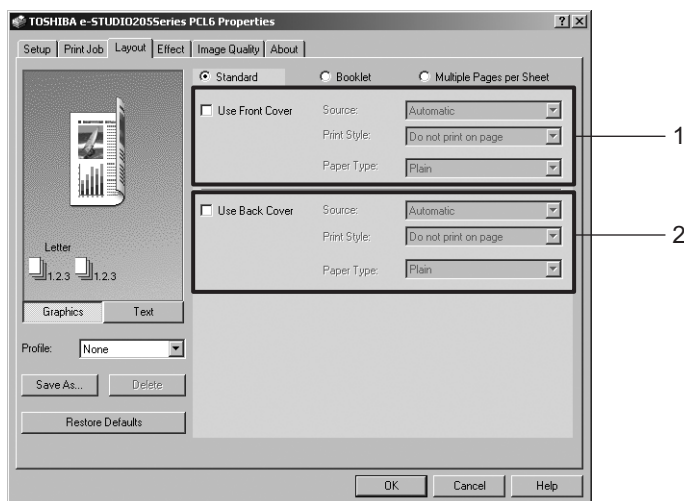 TOSHIBA e-STUDIO205Series PCL6 Properties
Setup Print Job Layout Effect Image Quality About
Standard Booklet Multiple Pages per Sheet
Use Front Cover Source: Automatic
Print Style: Do not print on page
Paper Type: Plain
1
Use Back Cover Source: Automatic
Print Style: Do not print on page
Paper Type: Plain
2
Letter
1.2.3 1.2.3
Graphics Text
Profile: None
Save As... Delete
Restore Defaults
OK Cancel Help